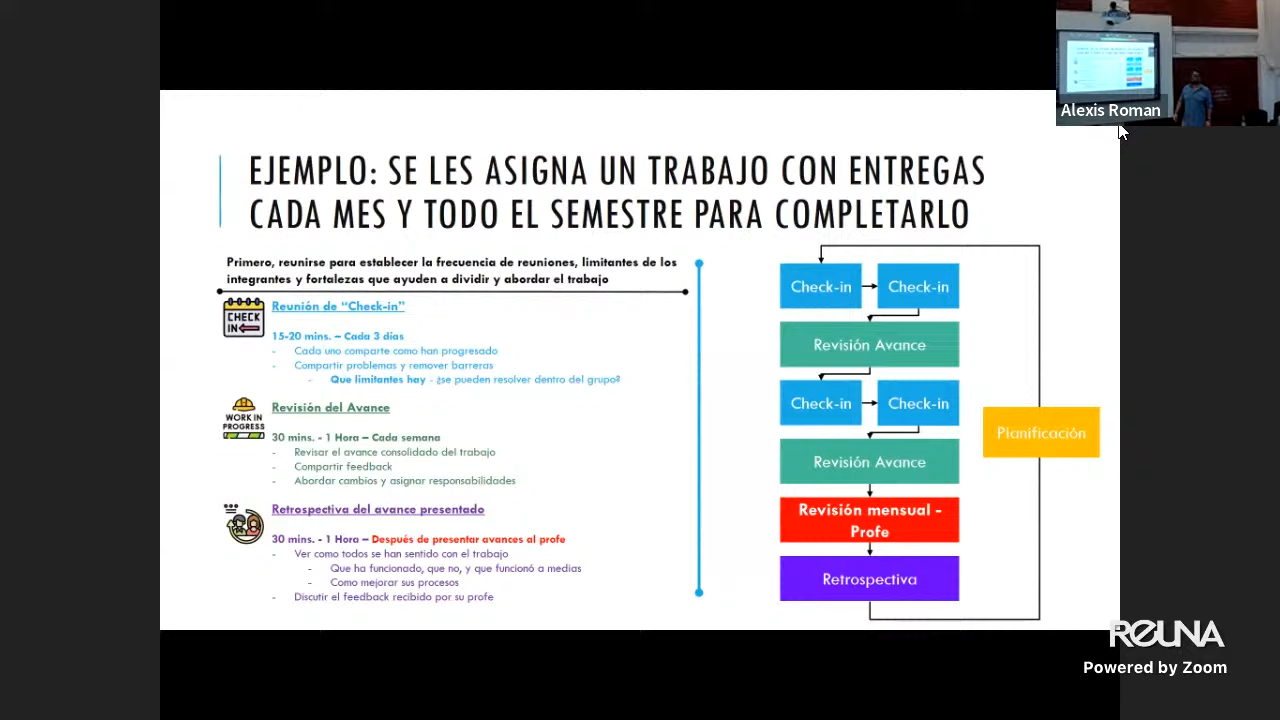 Alexis Roman
EJEMPLO: SE LES ASIGNA UN TRABAJO CON ENTREGAS
CADA MES Y TODO EL SEMESTRE PARA COMPLETARLO
Primero, reunirse para establecer la frecuencia de reuniones, limitantes de los
integrantes y fortalezas que ayuden a dividir y abordar el trabajo
CHECK
IN
Reunión de “Check-in”
15-20 mins. – Cada 3 días
- Cada uno comparte como han progresado
- Compartir problemas y remover barreras
- Que limitantes hay - ¿se pueden resolver dentro del grupo?
WORK IN
PROGRESS
Revisión del Avance
30 mins. - 1 Hora – Cada semana
- Revisar el avance consolidado del trabajo
- Compartir feedback
- Abordar cambios y asignar responsabilidades
Retrospectiva del avance presentado
30 mins. - 1 Hora – Después de presentar avances al profe
- Ver como todos se han sentido con el trabajo
- Que ha funcionado, que no, y que funcionó a medias
- Como mejorar sus procesos
- Discutir el feedback recibido por su profe
Check-in
Check-in
Revisión Avance
Check-in
Check-in
Revisión Avance
Revisión mensual -
Profe
Retrospectiva
Planificación
REUNA
Powered by Zoom